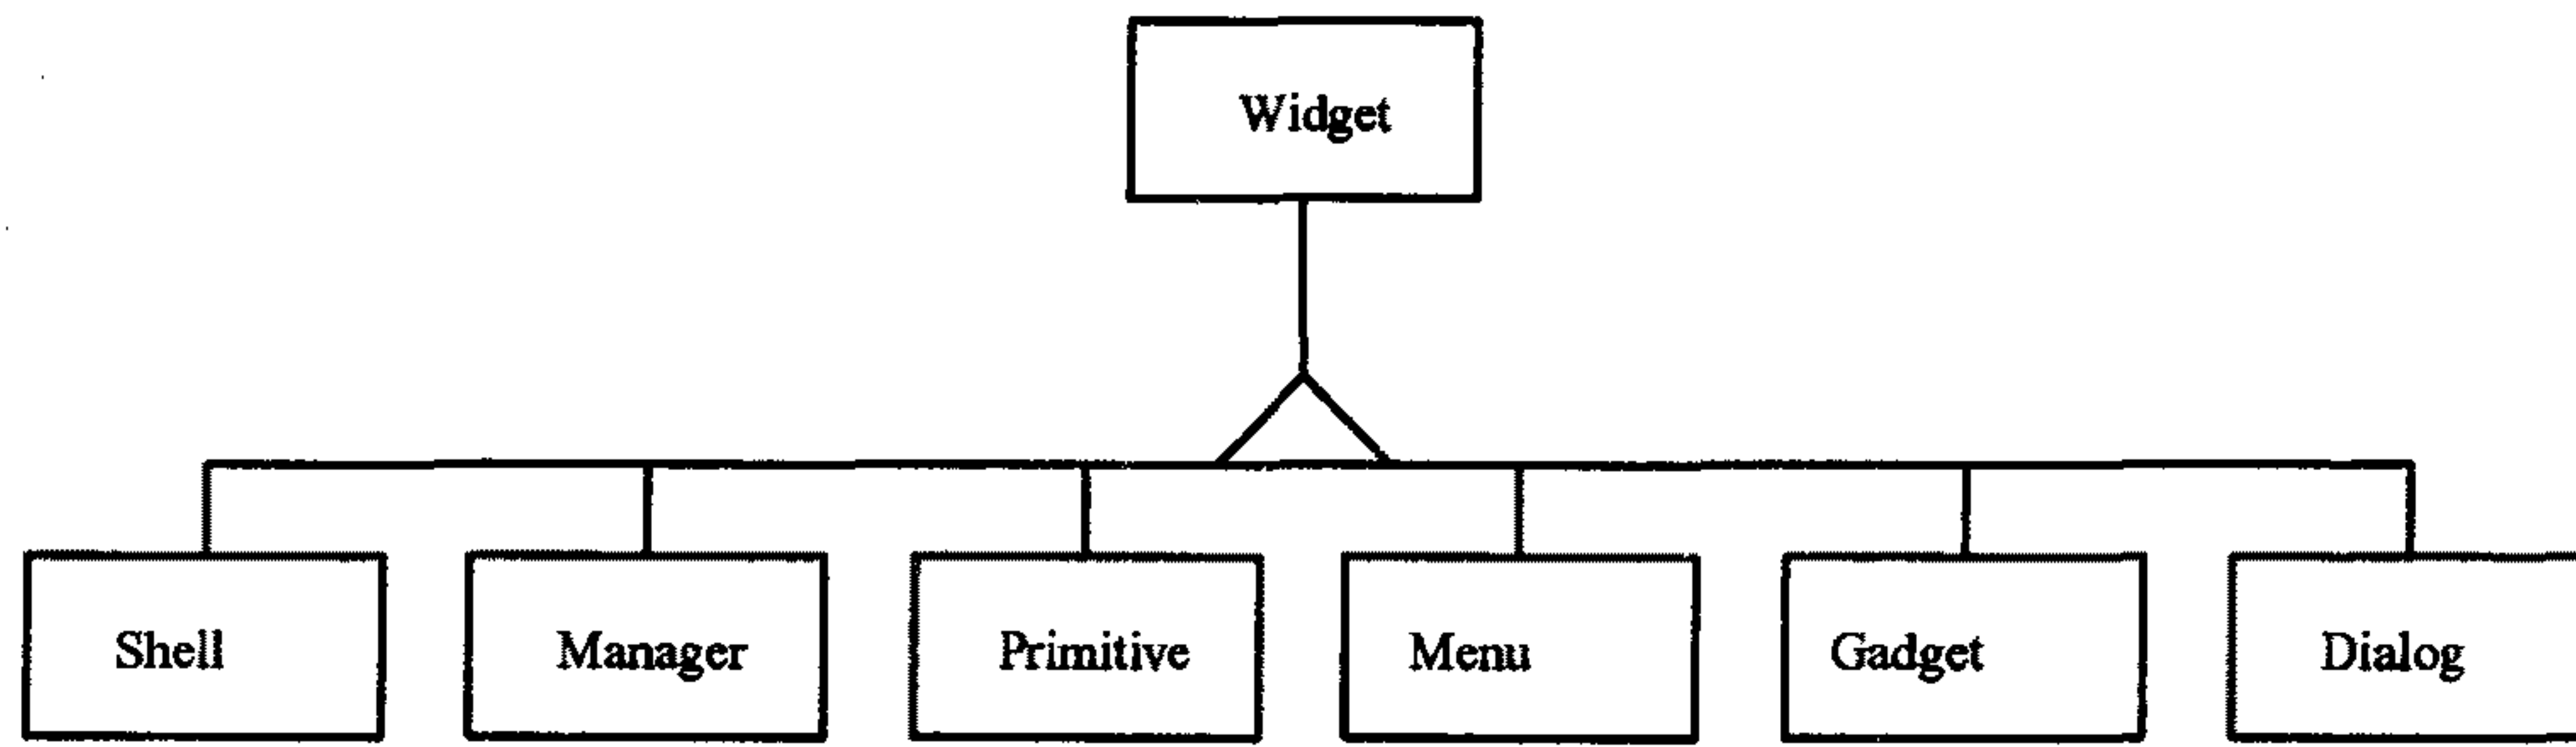 Widget
Shell
Manager
Primitive
Menu
Gadget
Dialog